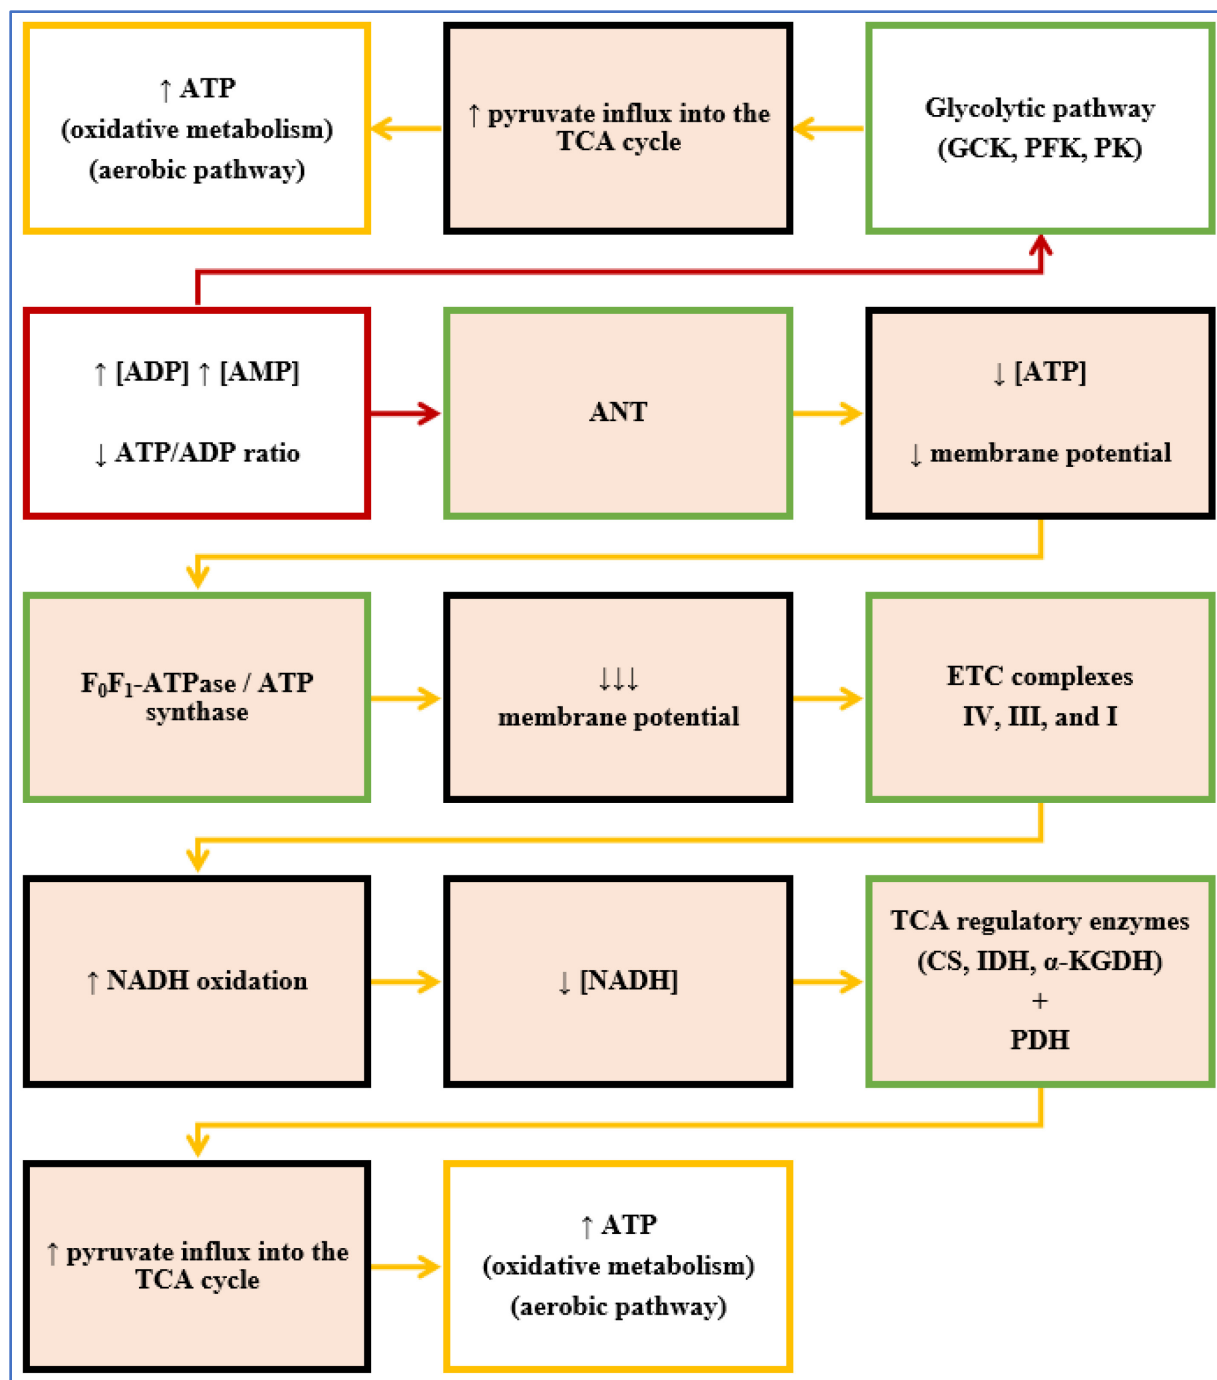 ↑ ATP
(oxidative metabolism)
(aerobic pathway)
↑ pyruvate influx into the
TCA cycle
Glycolytic pathway
(GCK, PFK, PK)
↑ [ADP] ↑ [AMP]
↓ ATP/ADP ratio
ANT
↓ [ATP]
↓ membrane potential
F₀F₁-ATPase / ATP
synthase
↓↓↓
membrane potential
ETC complexes
IV, III, and I
↑ NADH oxidation
↓ [NADH]
TCA regulatory enzymes
(CS, IDH, α-KGDH)
+
PDH
↑ pyruvate influx into the
TCA cycle
↑ ATP
(oxidative metabolism)
(aerobic pathway)